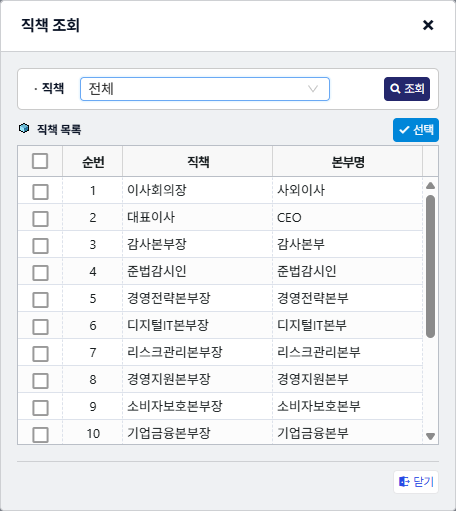 직책 조회
· 직책 전체 조회
직책 목록 선택
순번 직책 본부명
1 이사회의장 사외이사
2 대표이사 CEO
3 감사본부장 감사본부
4 준법감시인 준법감시인
5 경영전략본부장 경영전략본부
6 디지털IT본부장 디지털IT본부
7 리스크관리본부장 리스크관리본부
8 경영지원본부장 경영지원본부
9 소비자보호본부장 소비자보호본부
10 기업금융본부장 기업금융본부
닫기